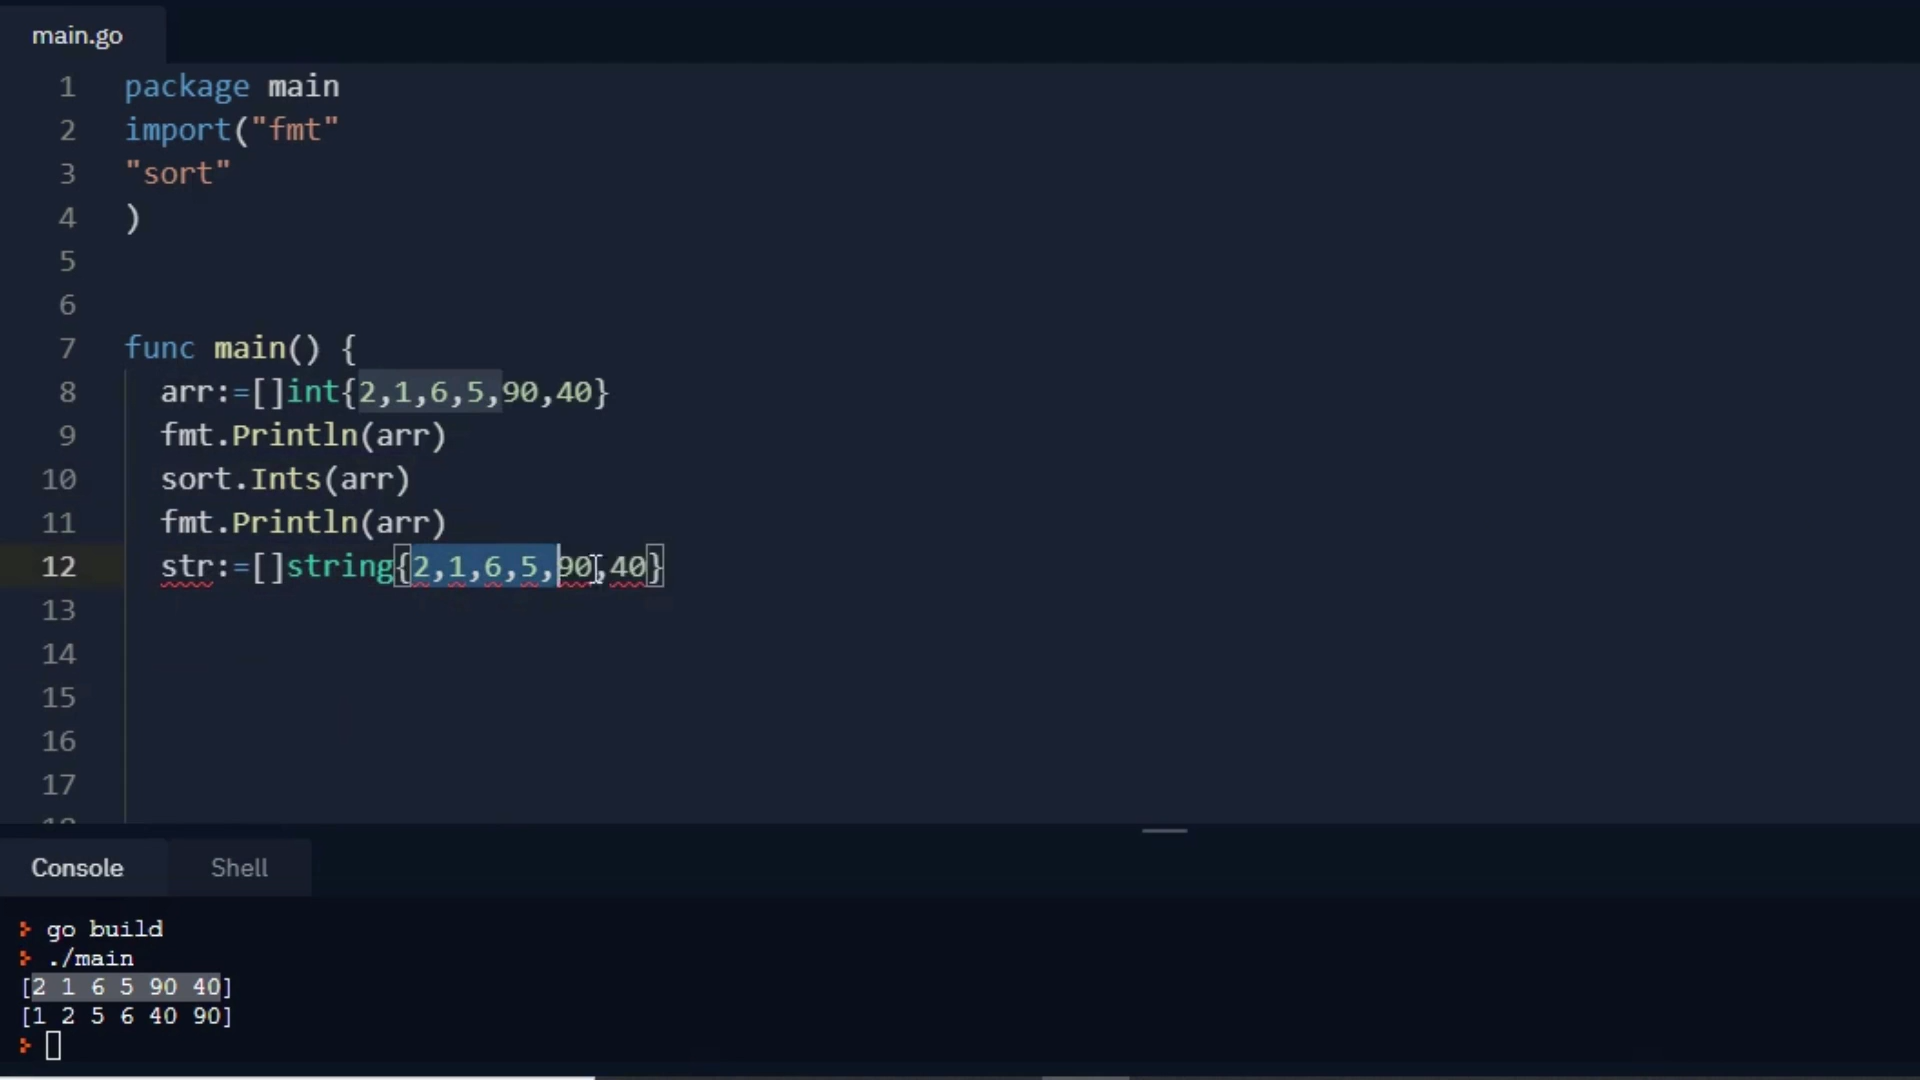 main.go
1 package main
2 import("fmt"
3 "sort"
4 )
5
6
7 func main() {
8 arr:=[]int{2,1,6,5,90,40}
9 fmt.Println(arr)
10 sort.Ints(arr)
11 fmt.Println(arr)
12 str:=[]string{2,1,6,5,90,40}
13
14
15
16
17
Console Shell
go build
./main
[2 1 6 5 90 40]
[1 2 5 6 40 90]